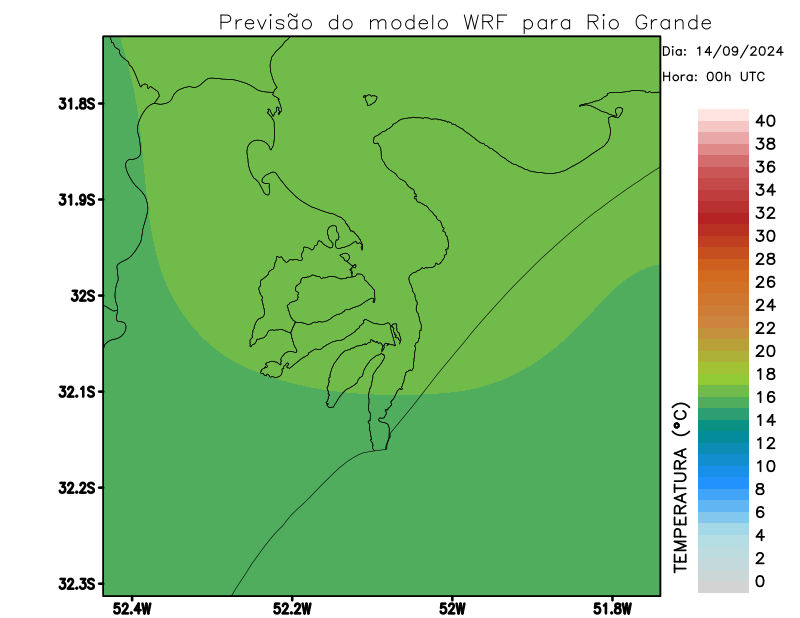 Previsão do modelo WRF para Rio Grande
Dia: 14/09/2024
Hora: 00h UTC
31.8S
31.9S
32S
32.1S
32.2S
32.3S
52.4W
52.2W
52W
51.8W
TEMPERATURA (°C)
40
38
36
34
32
30
28
26
24
22
20
18
16
14
12
10
8
6
4
2
0